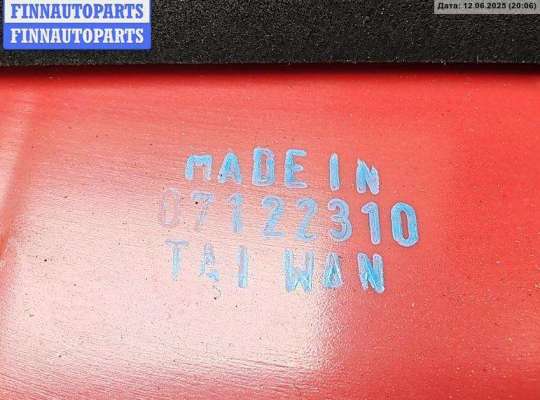 FINNAUTOPARTS
FINNAUTOPARTS
Дата: 12.06.2025 (20:06)
MADE IN
07122310
TAIWAN